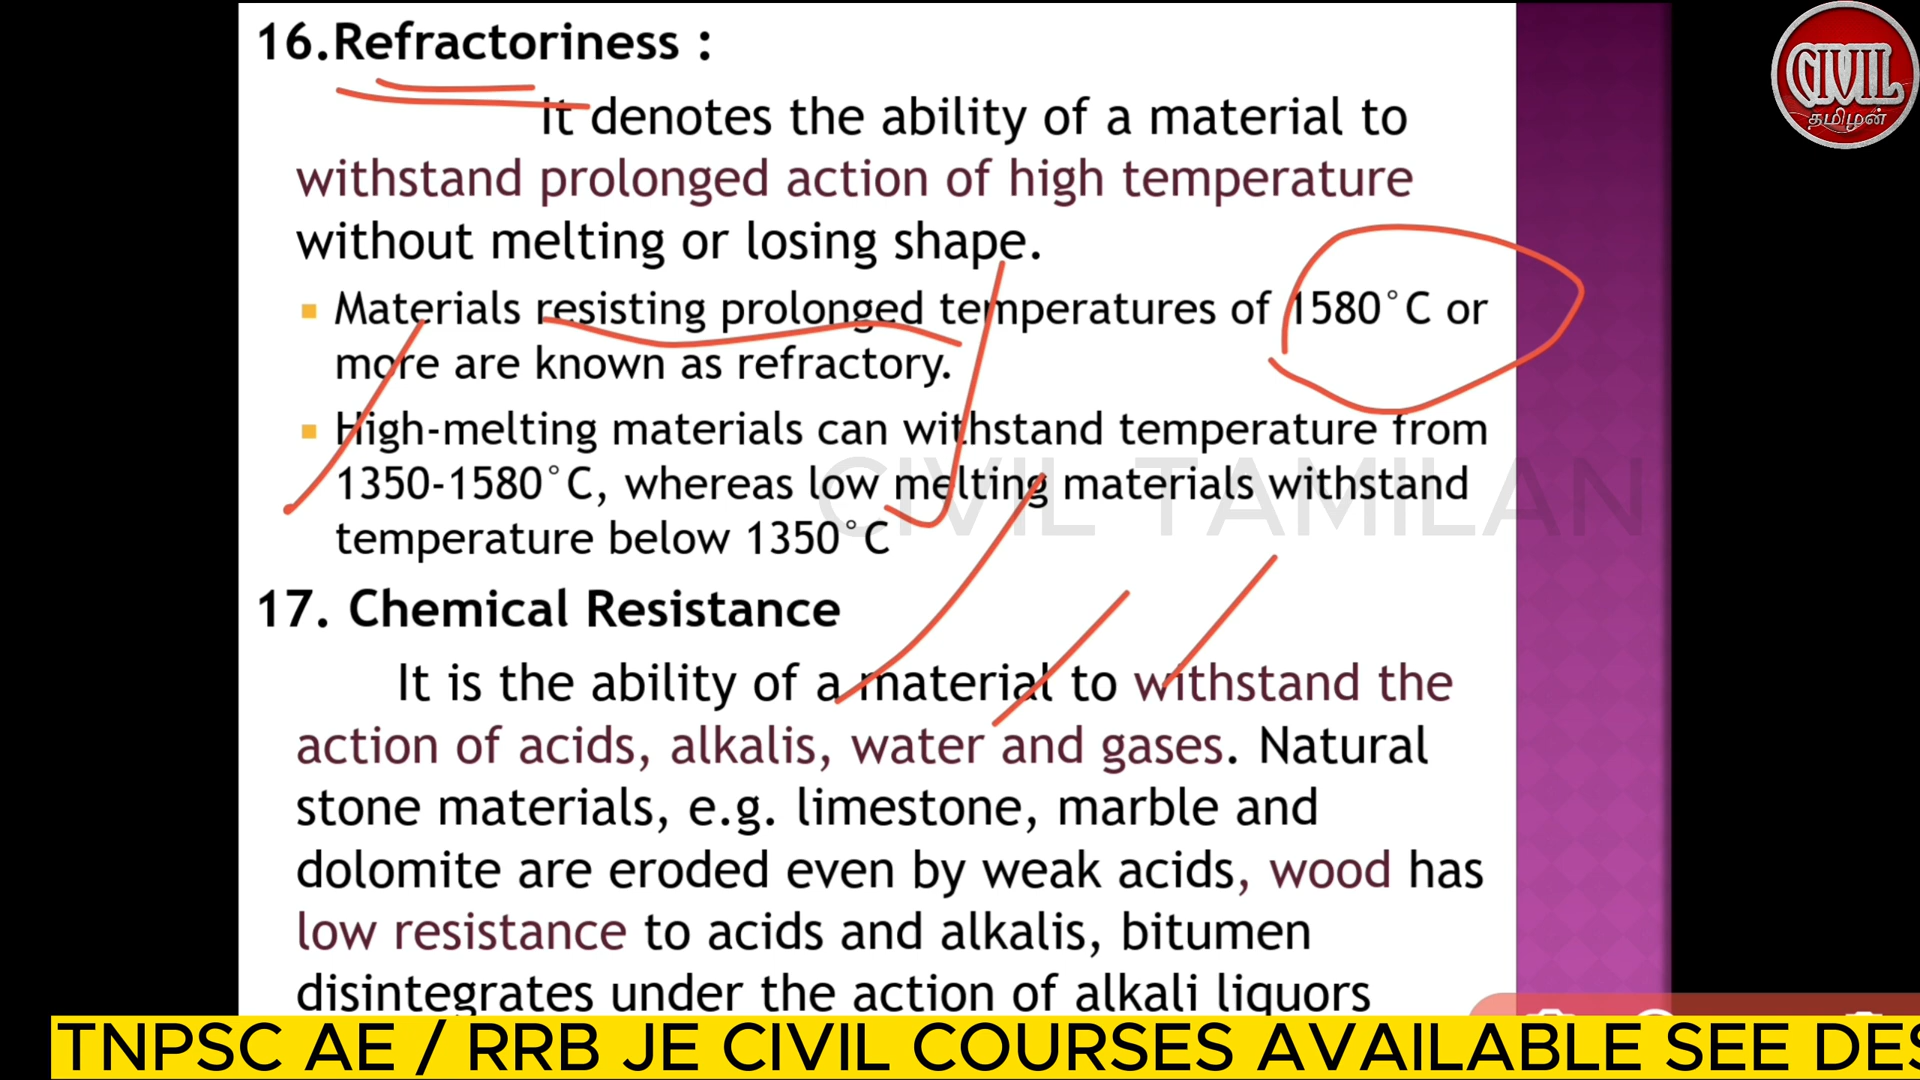 16.Refractoriness :
It denotes the ability of a material to
withstand prolonged action of high temperature
without melting or losing shape.
Materials resisting prolonged temperatures of 1580°C or
more are known as refractory.
High-melting materials can withstand temperature from
1350-1580°C, whereas low melting materials withstand
temperature below 1350°C
17. Chemical Resistance
It is the ability of a material to withstand the
action of acids, alkalis, water and gases. Natural
stone materials, e.g. limestone, marble and
dolomite are eroded even by weak acids, wood has
low resistance to acids and alkalis, bitumen
disintegrates under the action of alkali liquors
CIVIL TAMILAN
CIVIL
தமிழன்
TNPSC AE / RRB JE CIVIL COURSES AVAILABLE SEE DES